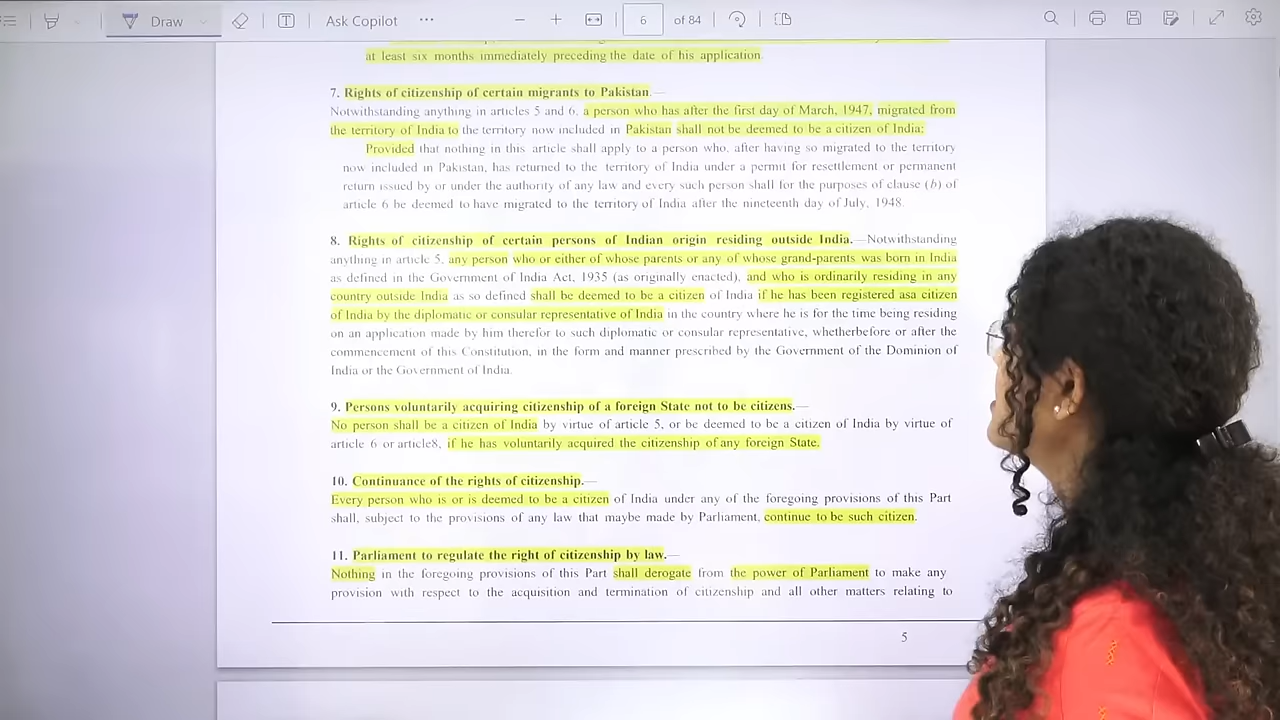 Draw
Ask Copilot
6 of 84
at least six months immediately preceding the date of his application.
7. Rights of citizenship of certain migrants to Pakistan.—
Notwithstanding anything in articles 5 and 6, a person who has after the first day of March, 1947, migrated from
the territory of India to the territory now included in Pakistan shall not be deemed to be a citizen of India:
Provided that nothing in this article shall apply to a person who, after having so migrated to the territory
now included in Pakistan, has returned to the territory of India under a permit for resettlement or permanent
return issued by or under the authority of any law and every such person shall for the purposes of clause (b) of
article 6 be deemed to have migrated to the territory of India after the nineteenth day of July, 1948.
8. Rights of citizenship of certain persons of Indian origin residing outside India.—Notwithstanding
anything in article 5, any person who or either of whose parents or any of whose grand-parents was born in India
as defined in the Government of India Act, 1935 (as originally enacted), and who is ordinarily residing in any
country outside India as so defined shall be deemed to be a citizen of India if he has been registered asa citizen
of India by the diplomatic or consular representative of India in the country where he is for the time being residing
on an application made by him therefor to such diplomatic or consular representative, whetherbefore or after the
commencement of this Constitution, in the form and manner prescribed by the Government of the Dominion of
India or the Government of India.
9. Persons voluntarily acquiring citizenship of a foreign State not to be citizens.—
No person shall be a citizen of India by virtue of article 5, or be deemed to be a citizen of India by virtue of
article 6 or article8, if he has voluntarily acquired the citizenship of any foreign State.
10. Continuance of the rights of citizenship.—
Every person who is or is deemed to be a citizen of India under any of the foregoing provisions of this Part
shall, subject to the provisions of any law that maybe made by Parliament, continue to be such citizen.
11. Parliament to regulate the right of citizenship by law.—
Nothing in the foregoing provisions of this Part shall derogate from the power of Parliament to make any
provision with respect to the acquisition and termination of citizenship and all other matters relating to
5